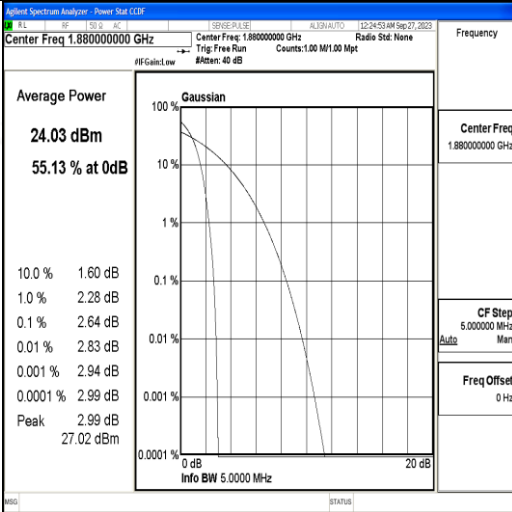 Agilent Spectrum Analyzer - Power Stat CCDF
RL RF 50 Ω AC SENSE:PULSE ALIGN AUTO 12:24:53 AM Sep 27, 2023
Center Freq 1.880000000 GHz
Center Freq: 1.880000000 GHz Radio Std: None
Trig: Free Run Counts:1.00 M/1.00 Mpt
#IFGain:Low #Atten: 40 dB
Frequency
Average Power
24.03 dBm
55.13 % at 0dB
10.0 % 1.60 dB
1.0 % 2.28 dB
0.1 % 2.64 dB
0.01 % 2.83 dB
0.001 % 2.94 dB
0.0001 % 2.99 dB
Peak 2.99 dB
27.02 dBm
Gaussian
100 %
10 %
1 %
0.1 %
0.01 %
0.001 %
0.0001 %
0 dB 20 dB
Info BW 5.0000 MHz
Center Freq
1.880000000 GHz
CF Step
5.000000 MHz
Auto Man
Freq Offset
0 Hz
MSG STATUS